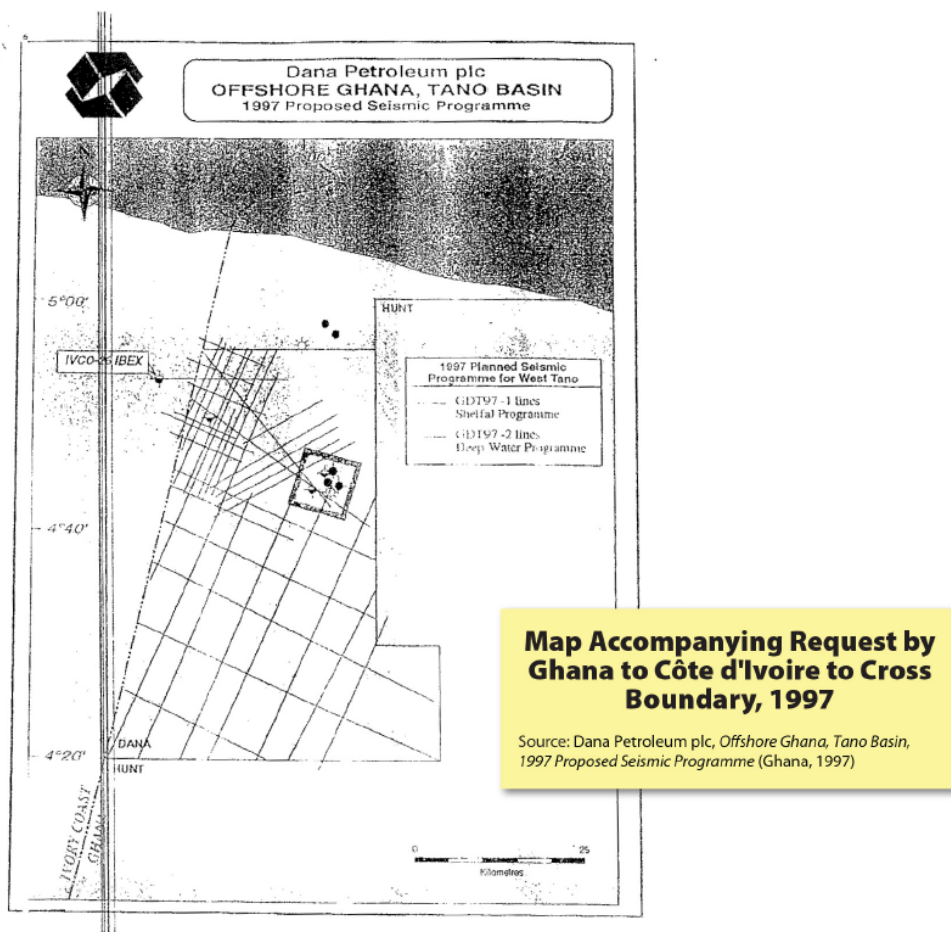 Dana Petroleum plc
OFFSHORE GHANA, TANO BASIN
1997 Proposed Seismic Programme
N
5°00'
HUNT
IVCO-26 IBEX
1997 Planned Seismic
Programme for West Tano
GDT97-1 lines
Shelfal Programme
GDT97-2 lines
Deep Water Programme
4°40'
Map Accompanying Request by
Ghana to Côte d'Ivoire to Cross
Boundary, 1997
Source: Dana Petroleum plc, Offshore Ghana, Tano Basin,
1997 Proposed Seismic Programme (Ghana, 1997)
DANA
4°20'
HUNT
IVORY COAST
GHANA
0 25
Kilometres